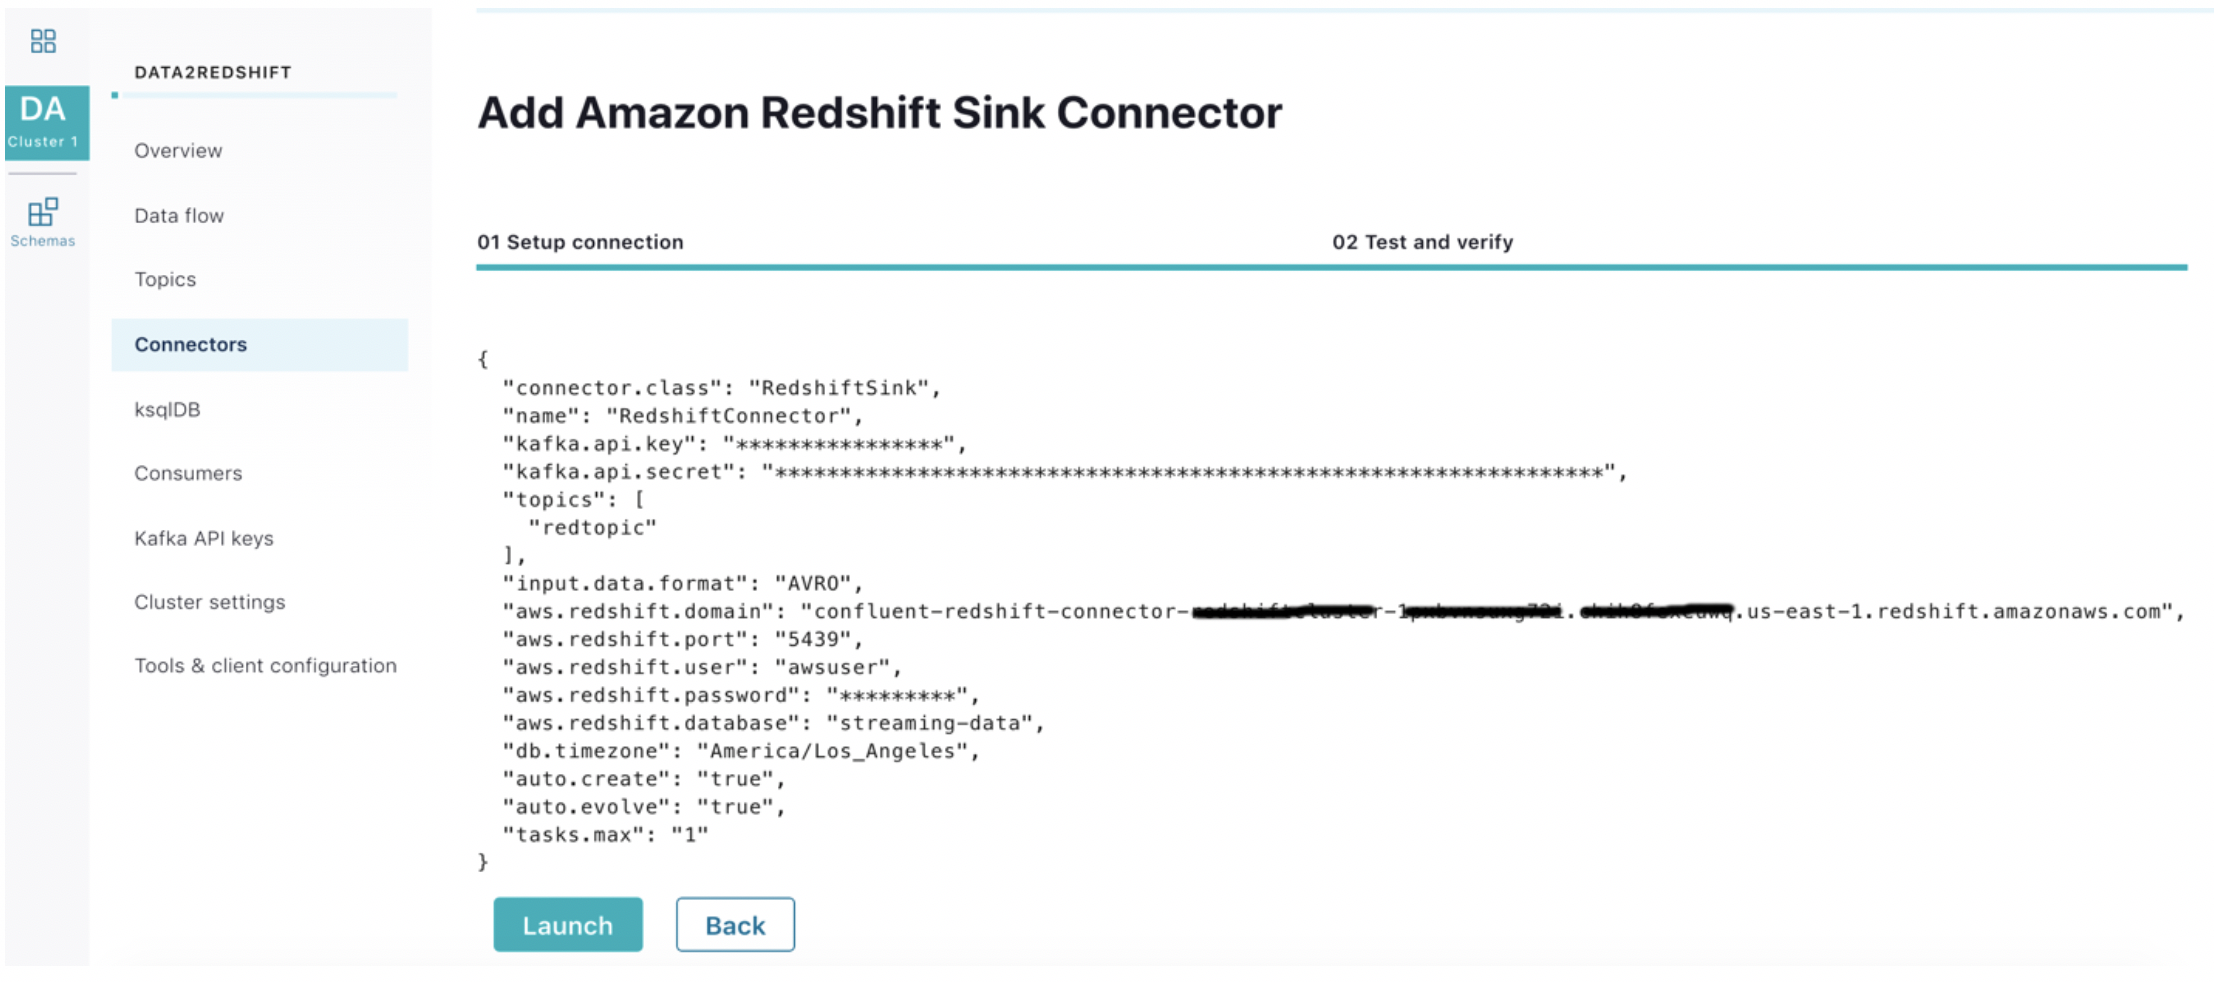 DA
Cluster 1
Schemas
DATA2REDSHIFT
Overview
Data flow
Topics
Connectors
ksqlDB
Consumers
Kafka API keys
Cluster settings
Tools & client configuration
Add Amazon Redshift Sink Connector
01 Setup connection
02 Test and verify
{
"connector.class": "RedshiftSink",
"name": "RedshiftConnector",
"kafka.api.key": "****************",
"kafka.api.secret": "****************************************************************",
"topics": [
"redtopic"
],
"input.data.format": "AVRO",
"aws.redshift.domain": "confluent-redshift-connector- .us-east-1.redshift.amazonaws.com",
"aws.redshift.port": "5439",
"aws.redshift.user": "awsuser",
"aws.redshift.password": "*********",
"aws.redshift.database": "streaming-data",
"db.timezone": "America/Los_Angeles",
"auto.create": "true",
"auto.evolve": "true",
"tasks.max": "1"
}
Launch
Back